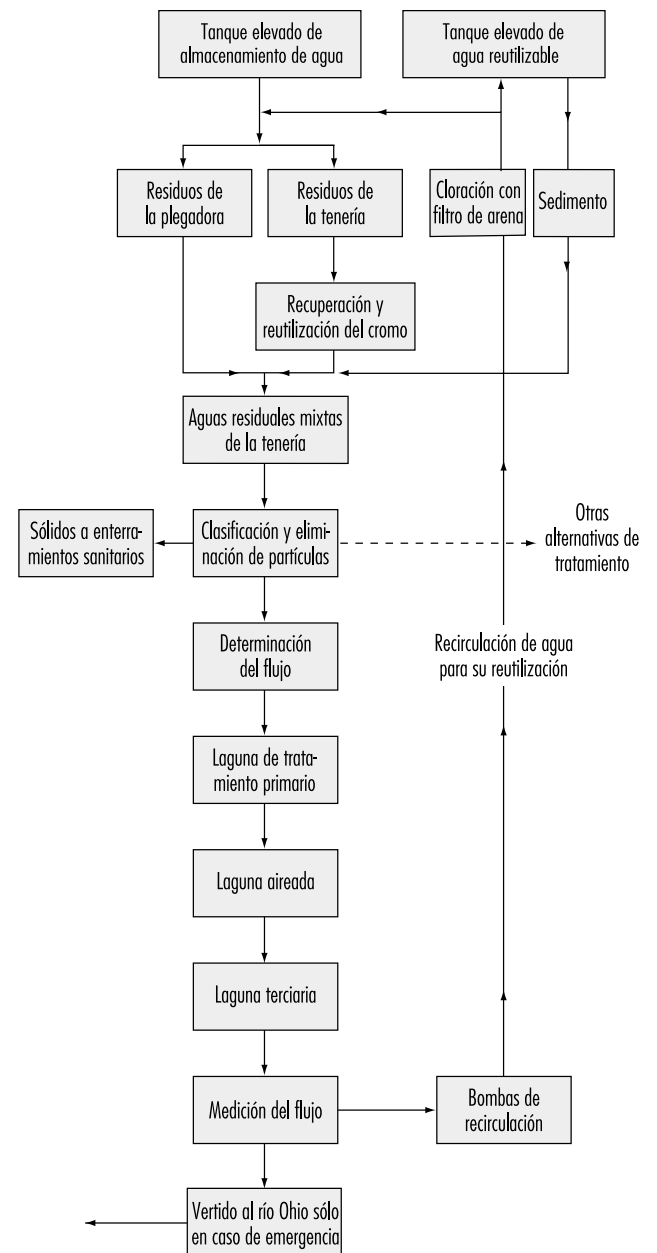 Tanque elevado de
almacenamiento de agua
Tanque elevado de
agua reutilizable
Residuos de
la plegadora
Residuos de
la tenería
Cloración con
filtro de arena
Sedimento
Recuperación y
reutilización del cromo
Aguas residuales mixtas
de la tenería
Sólidos a enterra-
mientos sanitarios
Clasificación y elimi-
nación de partículas
Otras
alternativas de
tratamiento
Determinación
del flujo
Recirculación de agua
para su reutilización
Laguna de trata-
miento primario
Laguna aireada
Laguna terciaria
Medición del flujo
Bombas de
recirculación
Vertido al río Ohio sólo
en caso de emergencia